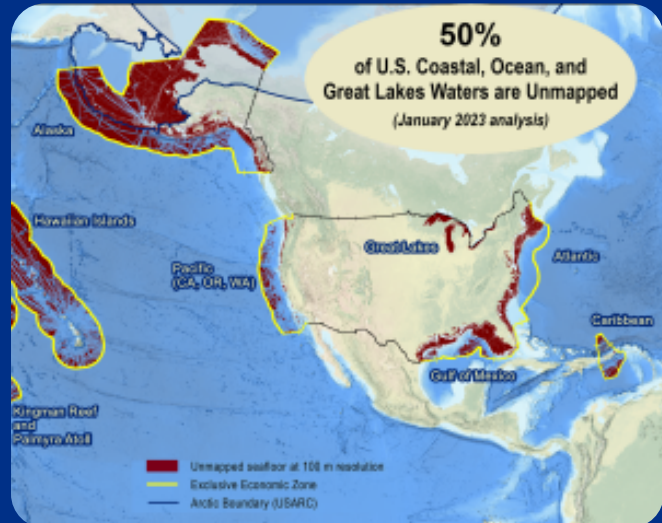 50%
of U.S. Coastal, Ocean, and
Great Lakes Waters are Unmapped
(January 2023 analysis)
Alaska
Hawaiian Islands
Great Lakes
Pacific
(CA, OR, WA)
Atlantic
Caribbean
Gulf of Mexico
Kingman Reef
and
Palmyra Atoll
Unmapped seafloor at 100 m resolution
Exclusive Economic Zone
Arctic Boundary (USARC)